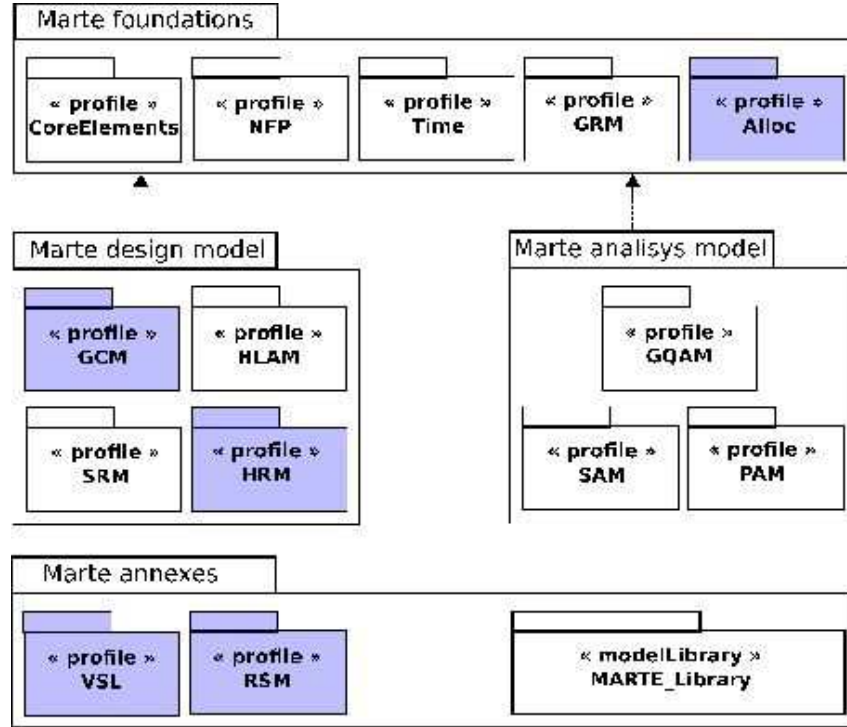 Marte foundations
« profile »
CoreElements
« profile »
NFP
« profile »
Time
« profile »
GRM
« profile »
Alloc
Marte design model
« profile »
GCM
« profile »
HLAM
« profile »
SRM
« profile »
HRM
Marte analisys model
« profile »
GQAM
« profile »
SAM
« profile »
PAM
Marte annexes
« profile »
VSL
« profile »
RSM
« modelLibrary »
MARTE_Library